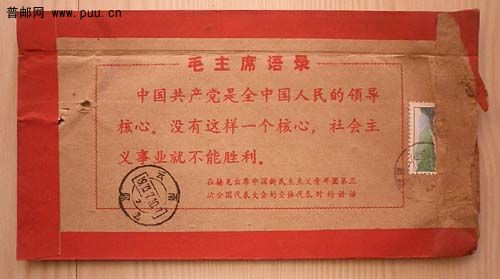 普邮网 www.puu.cn
毛主席语录
中国共产党是全中国人民的领导
核心。没有这样一个核心，社会主
义事业就不能胜利。
在接见出席中国新民主主义青年团第三
次全国代表大会的全体代表时的讲话
云南